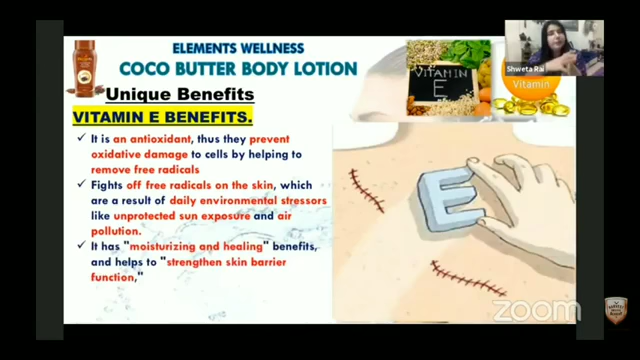 ELEMENTS WELLNESS
COCO BUTTER BODY LOTION
Unique Benefits
VITAMIN E BENEFITS.
✓ It is an antioxidant, thus they prevent
oxidative damage to cells by helping to
remove free radicals
✓ Fights off free radicals on the skin, which
are a result of daily environmental stressors
like unprotected sun exposure and air
pollution.
✓ It has "moisturizing and healing" benefits,
and helps to "strengthen skin barrier
function,"
VITAMIN
E
Vitamin
Shweta Rai
E
zoom